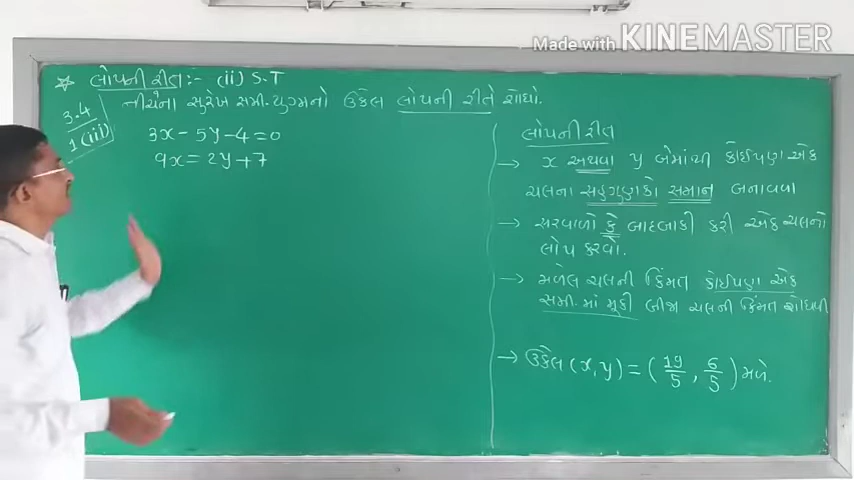 Made with KINEMASTER
લોપની રીત :- (ii) S.T
3.4
1(iii)
નીચેના સુરેખ સમી. યુગ્મનો ઉકેલ લોપની રીતે શોધો.
3x - 5y - 4 = 0
9x = 2y + 7
લોપની રીત
→ x અથવા y બેમાંથી કોઈપણ એક
ચલના સહગુણકો સમાન બનાવવા
→ સરવાળો કે બાદબાકી કરી એક ચલનો
લોપ કરવો.
→ મળેલ ચલની કિંમત કોઈપણ એક
સમી. માં મૂકી બીજા ચલની કિંમત શોધવી
→ ઉકેલ (x, y) = (19/5, 6/5) મળે.